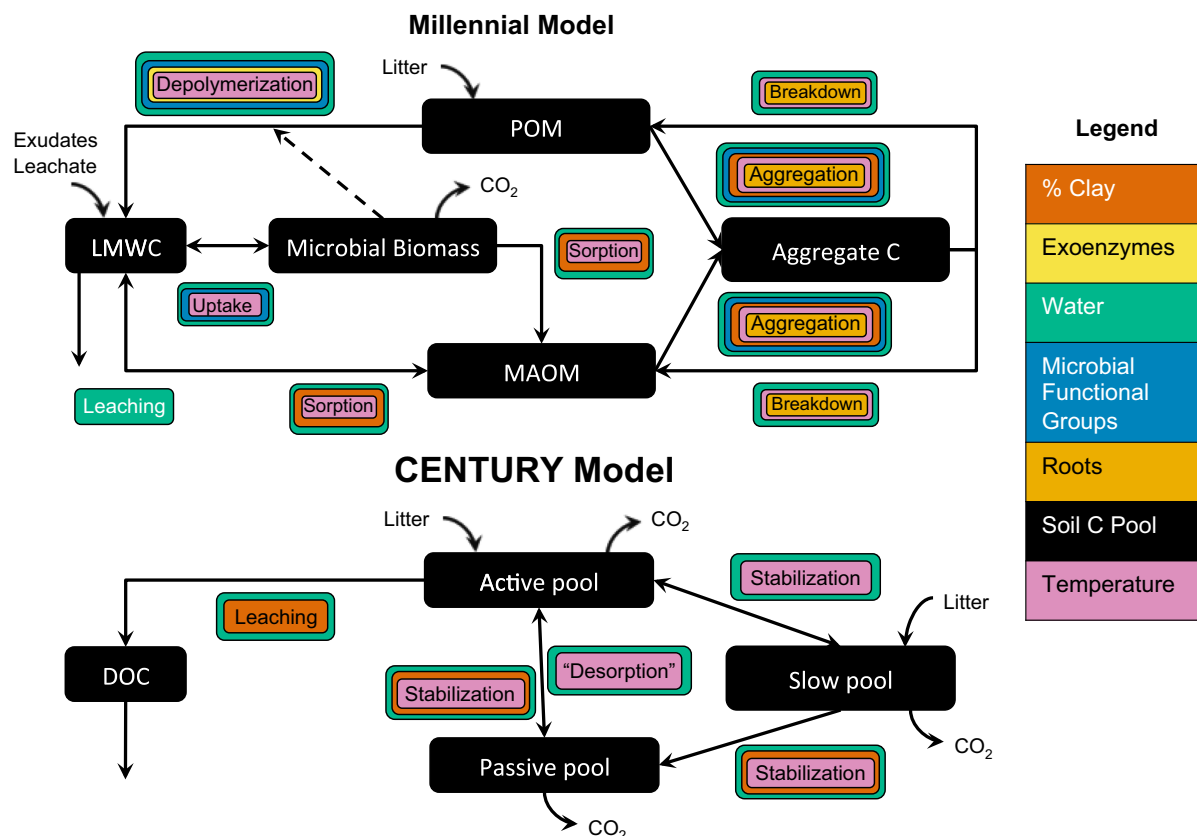 Millennial Model
Litter
Depolymerization
POM
Breakdown
Exudates
Leachate
CO₂
Aggregation
LMWC
Microbial Biomass
Sorption
Aggregate C
Uptake
Aggregation
MAOM
Leaching
Sorption
Breakdown
CENTURY Model
Litter
CO₂
Active pool
Stabilization
Leaching
Litter
DOC
"Desorption"
Stabilization
Slow pool
Passive pool
Stabilization
CO₂
CO₂
Legend
% Clay
Exoenzymes
Water
Microbial
Functional
Groups
Roots
Soil C Pool
Temperature